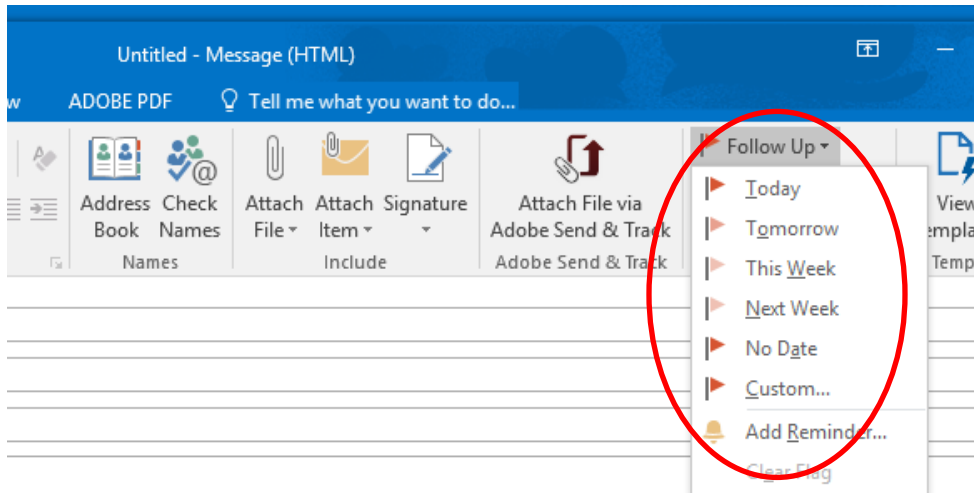 Untitled - Message (HTML)
w ADOBE PDF Tell me what you want to do...
Address Book
Check Names
Attach File
Attach Item
Signature
Attach File via Adobe Send & Track
Follow Up
View
Names
Include
Adobe Send & Track
Today
Tomorrow
This Week
Next Week
No Date
Custom...
Add Reminder...
Clear Flag